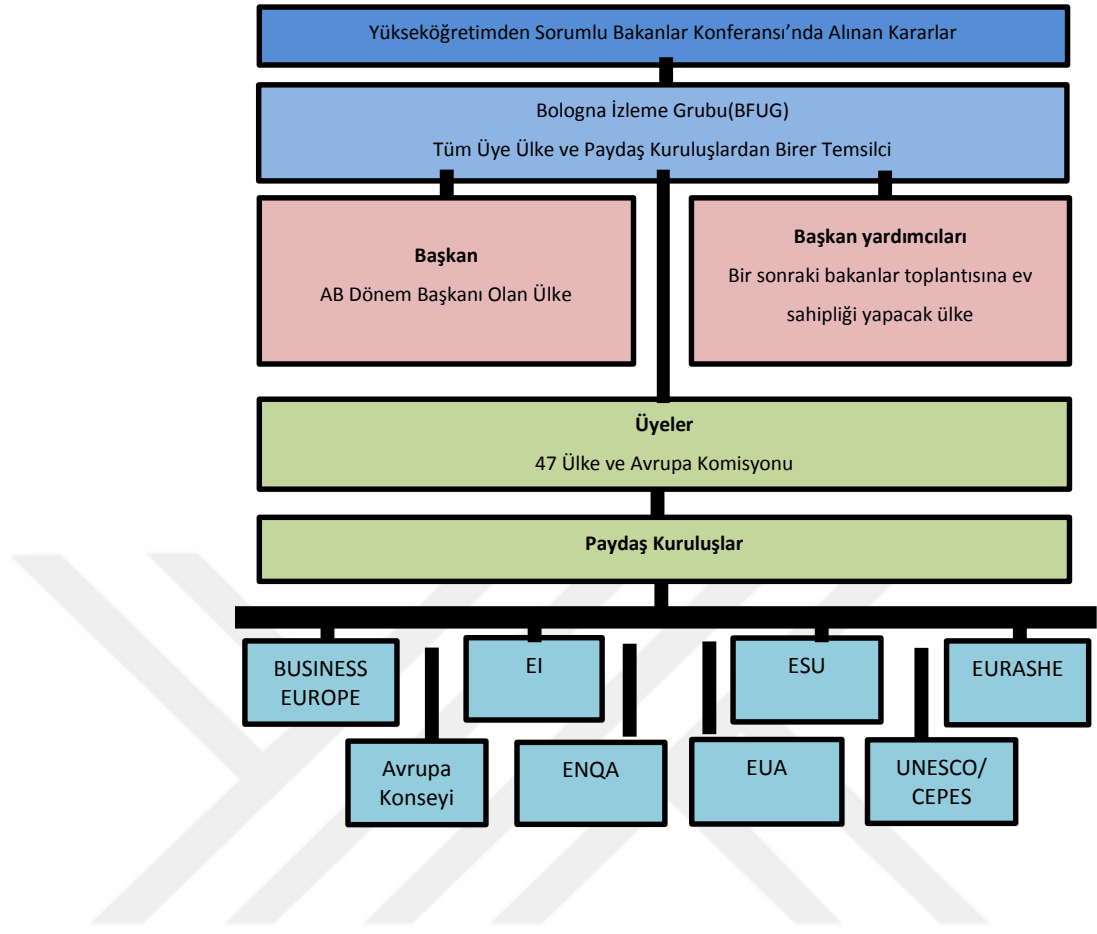 Yükseköğretimden Sorumlu Bakanlar Konferansı’nda Alınan Kararlar
Bologna İzleme Grubu(BFUG)
Tüm Üye Ülke ve Paydaş Kuruluşlardan Birer Temsilci
Başkan
AB Dönem Başkanı Olan Ülke
Başkan yardımcıları
Bir sonraki bakanlar toplantısına ev
sahipliği yapacak ülke
Üyeler
47 Ülke ve Avrupa Komisyonu
Paydaş Kuruluşlar
BUSINESS
EUROPE
EI
ESU
EURASHE
Avrupa
Konseyi
ENQA
EUA
UNESCO/
CEPES